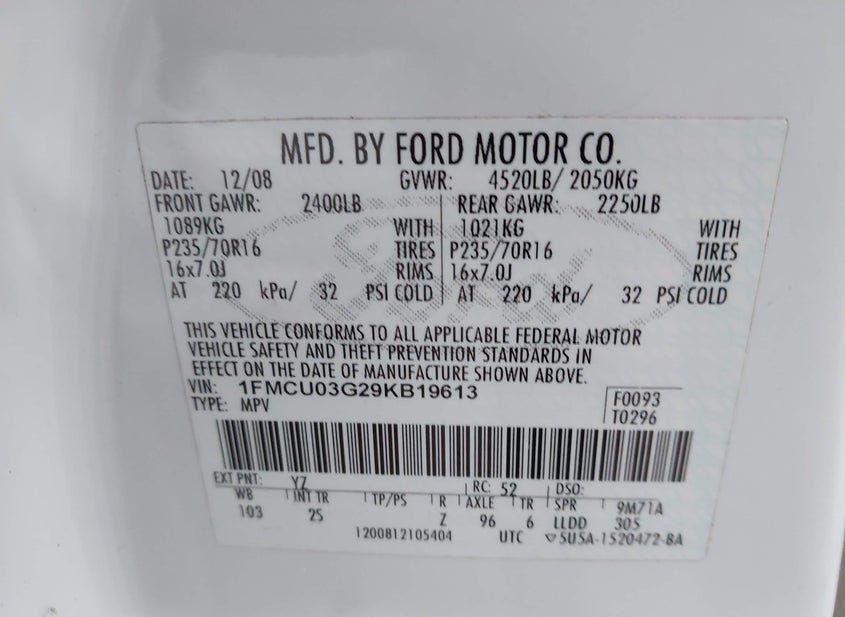 MFD. BY FORD MOTOR CO.
DATE: 12/08 GVWR: 4520LB/ 2050KG
FRONT GAWR: 2400LB REAR GAWR: 2250LB
1089KG WITH 1021KG WITH
P235/70R16 TIRES P235/70R16 TIRES
16x7.0J RIMS 16x7.0J RIMS
AT 220 kPa/ 32 PSI COLD AT 220 kPa/ 32 PSI COLD
THIS VEHICLE CONFORMS TO ALL APPLICABLE FEDERAL MOTOR
VEHICLE SAFETY AND THEFT PREVENTION STANDARDS IN
EFFECT ON THE DATE OF MANUFACTURE SHOWN ABOVE.
VIN: 1FMCU03G29KB19613
TYPE: MPV
F0093
T0296
EXT PNT: YZ RC: 52 DSO:
WB INT TR TP/PS R AXLE TR SPR 9M71A
103 25 Z 96 6 LLDD 305
1200812105404 UTC ▽5U5A-1520472-BA
Ford